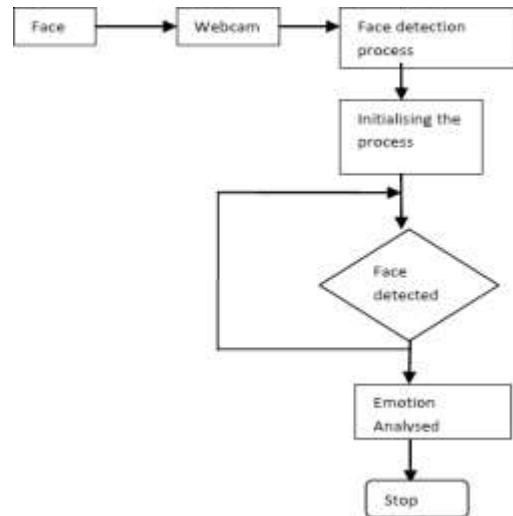 Face
Webcam
Face detection
process
Initialising the
process
Face
detected
Emotion
Analysed
Stop